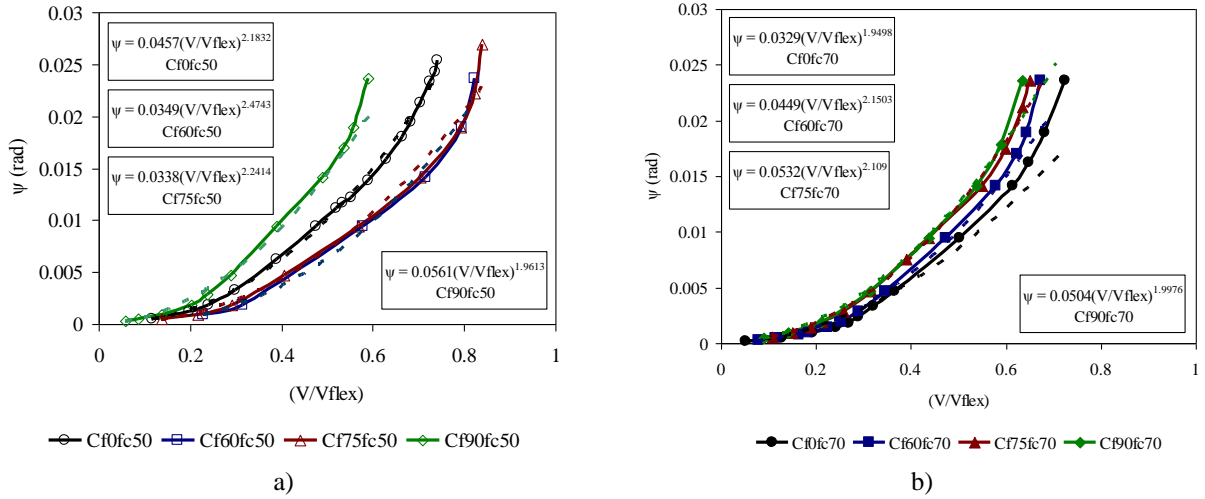 0.03
0.025
0.02
0.015
0.01
0.005
0
ψ (rad)
ψ = 0.0457(V/Vflex)^2.1832
Cf0fc50
ψ = 0.0349(V/Vflex)^2.4743
Cf60fc50
ψ = 0.0338(V/Vflex)^2.2414
Cf75fc50
ψ = 0.0561(V/Vflex)^1.9613
Cf90fc50
0 0.2 0.4 0.6 0.8 1
(V/Vflex)
Cf0fc50 Cf60fc50 Cf75fc50 Cf90fc50
a)
0.03
0.025
0.02
0.015
0.01
0.005
0
ψ (rad)
ψ = 0.0329(V/Vflex)^1.9498
Cf0fc70
ψ = 0.0449(V/Vflex)^2.1503
Cf60fc70
ψ = 0.0532(V/Vflex)^2.109
Cf75fc70
ψ = 0.0504(V/Vflex)^1.9976
Cf90fc70
0 0.2 0.4 0.6 0.8 1
(V/Vflex)
Cf0fc70 Cf60fc70 Cf75fc70 Cf90fc70
b)